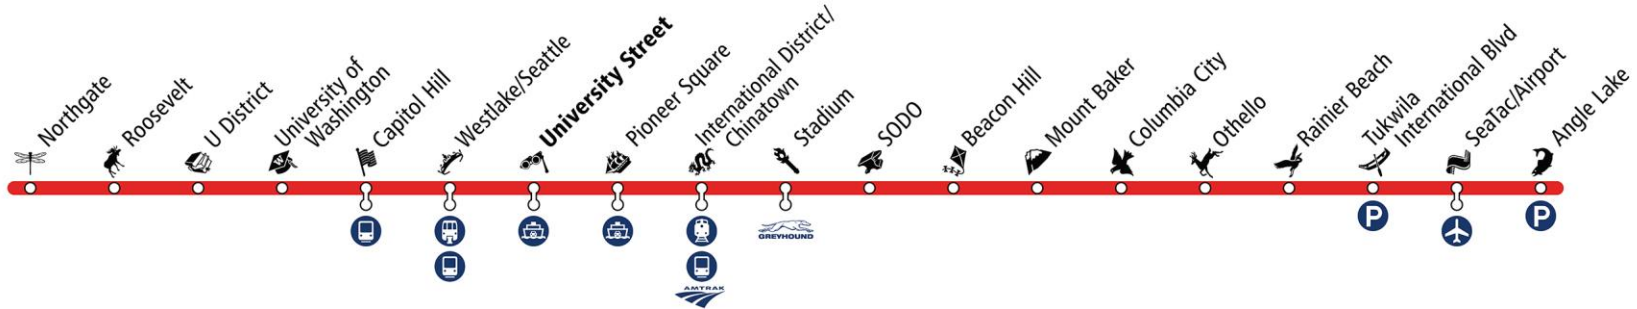 Northgate
Roosevelt
U District
University of
Washington
Capitol Hill
Westlake/Seattle
University Street
Pioneer Square
International District/
Chinatown
Stadium
SODO
Beacon Hill
Mount Baker
Columbia City
Othello
Rainier Beach
Tukwila
International Blvd
SeaTac/Airport
Angle Lake
GREYHOUND
P
P
AMTRAK